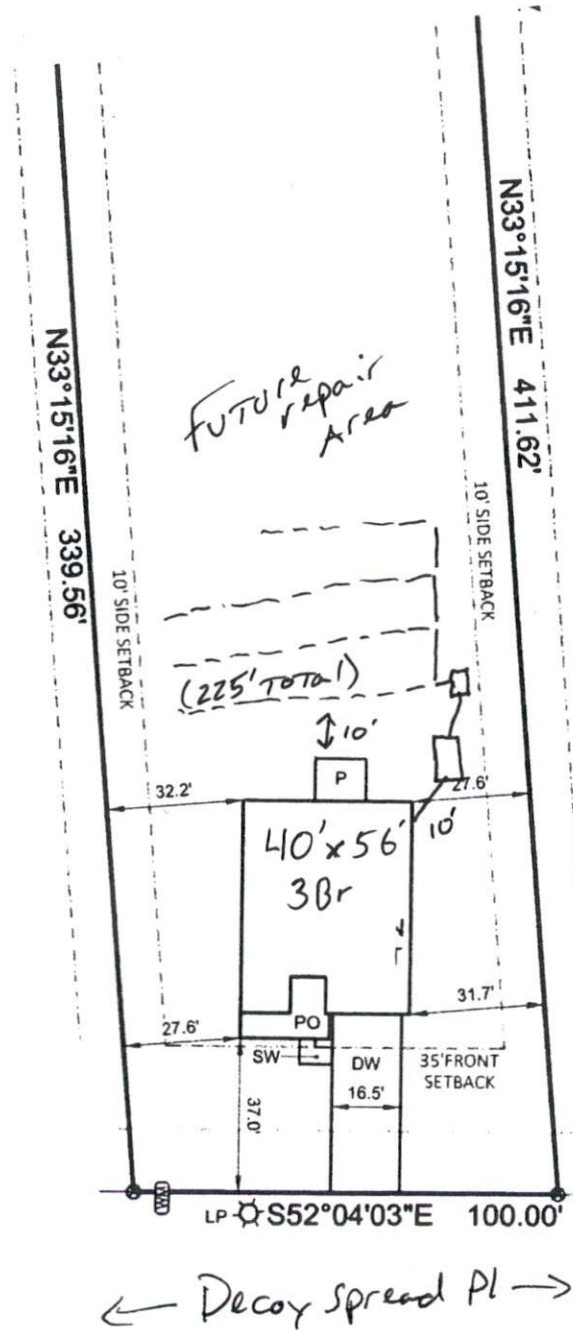 N33°15'16"E 411.62'
N33°15'16"E 339.56'
FUTURE
repair
Area
10' SIDE SETBACK
10' SIDE SETBACK
(225' TOTAL)
10'
P
32.2'
27.6'
10'
40' x 56'
3Br
31.7'
27.6'
PO
SW
DW
35'FRONT
SETBACK
16.5'
37.0'
LP S52°04'03"E 100.00'
← Decoy Spread Pl →